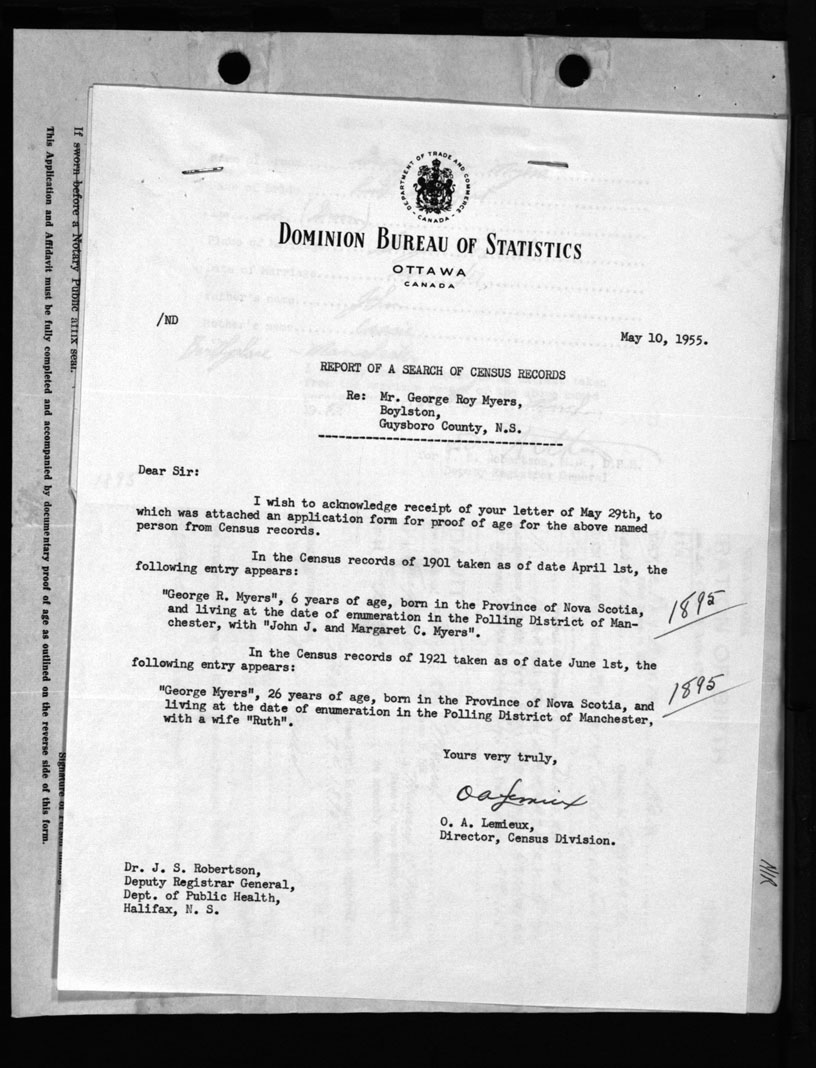 DEPARTMENT OF TRADE AND COMMERCE
- CANADA -
DOMINION BUREAU OF STATISTICS
OTTAWA
CANADA
/ND
May 10, 1955.
REPORT OF A SEARCH OF CENSUS RECORDS
Re: Mr. George Roy Myers,
Boylston,
Guysboro County, N.S.
Dear Sir:
I wish to acknowledge receipt of your letter of May 29th, to
which was attached an application form for proof of age for the above named
person from Census records.
In the Census records of 1901 taken as of date April 1st, the
following entry appears:
"George R. Myers", 6 years of age, born in the Province of Nova Scotia,
and living at the date of enumeration in the Polling District of Man-
chester, with "John J. and Margaret C. Myers".
1895
In the Census records of 1921 taken as of date June 1st, the
following entry appears:
"George Myers", 26 years of age, born in the Province of Nova Scotia, and
living at the date of enumeration in the Polling District of Manchester,
with a wife "Ruth".
1895
Yours very truly,
O A Lemieux
O. A. Lemieux,
Director, Census Division.
Dr. J. S. Robertson,
Deputy Registrar General,
Dept. of Public Health,
Halifax, N. S.
N/R
If sworn before a Notary Public affix seal.
This Application and Affidavit must be fully completed and accompanied by documentary proof of age as outlined on the reverse side of this form.
Signature of Person